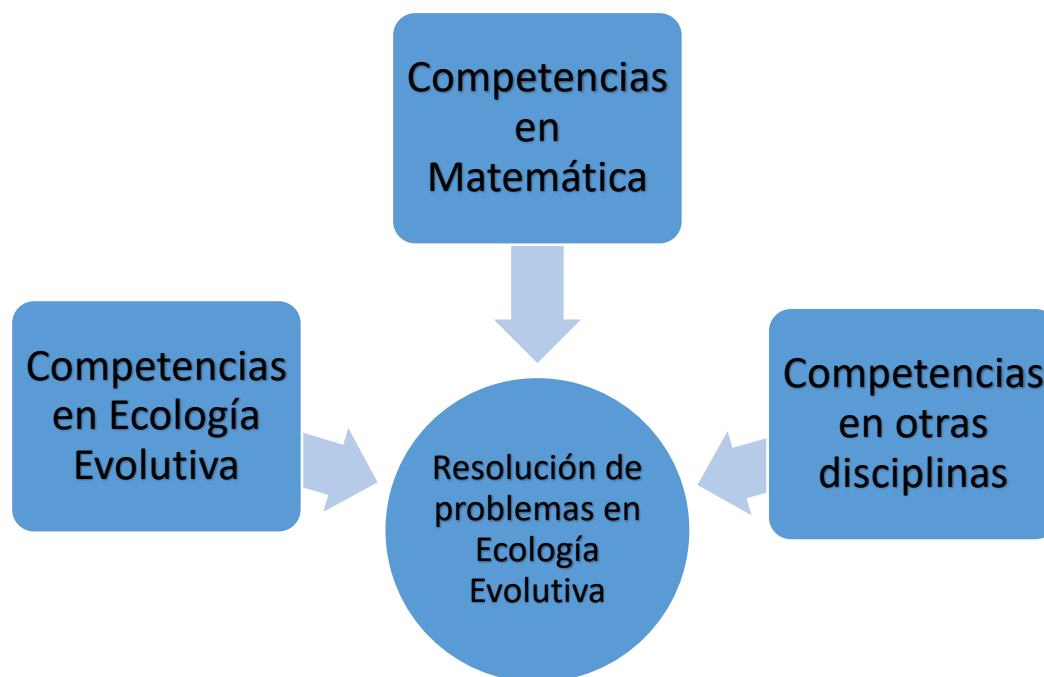 Competencias
en
Matemática
Competencias
en Ecología
Evolutiva
Competencias
en otras
disciplinas
Resolución de
problemas en
Ecología
Evolutiva